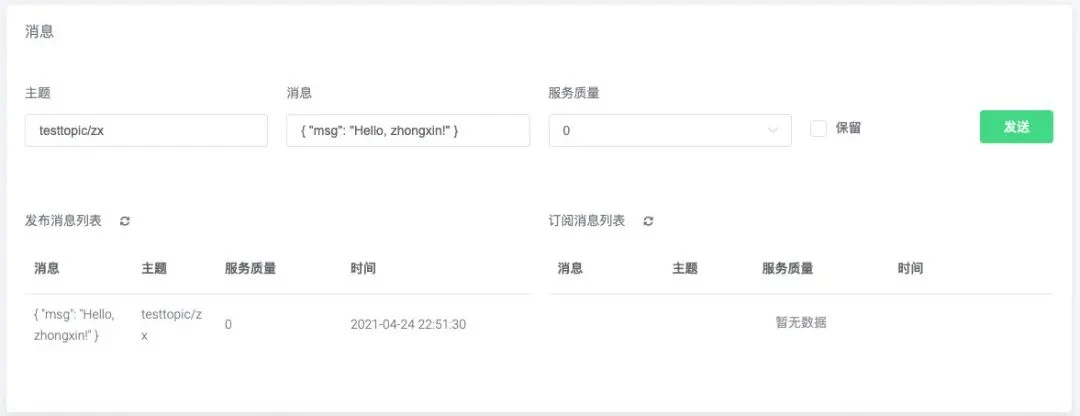 消息
主题 消息 服务质量
testtopic/zx { "msg": "Hello, zhongxin!" } 0 保留 发送
发布消息列表 订阅消息列表
消息 主题 服务质量 时间 消息 主题 服务质量 时间
{ "msg": "Hello, testtopic/z
zhongxin!" } x
0 2021-04-24 22:51:30 暂无数据